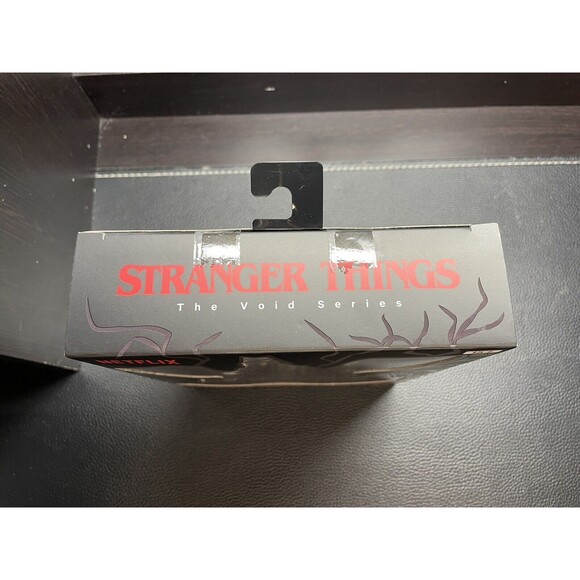 STRANGER THINGS
The Void Series
NETFLIX